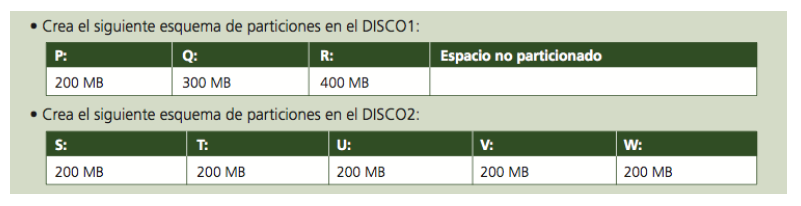 • Crea el siguiente esquema de particiones en el DISCO1:
P: Q: R: Espacio no particionado
200 MB 300 MB 400 MB
• Crea el siguiente esquema de particiones en el DISCO2:
S: T: U: V: W:
200 MB 200 MB 200 MB 200 MB 200 MB